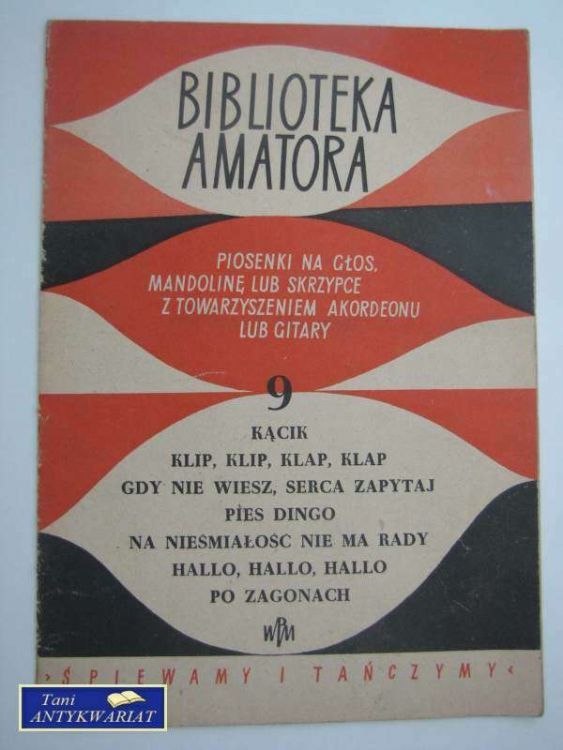 BIBLIOTEKA
AMATORA
PIOSENKI NA GŁOS,
MANDOLINĘ LUB SKRZYPCE
Z TOWARZYSZENIEM AKORDEONU
LUB GITARY
9
KĄCIK
KLIP, KLIP, KLAP, KLAP
GDY NIE WIESZ, SERCA ZAPYTAJ
PIES DINGO
NA NIEŚMIAŁOŚC NIE MA RADY
HALLO, HALLO, HALLO
PO ZAGONACH
WPM
›ŚPIEWAMY I TAŃCZYMY‹
Tani
ANTYKWARIAT